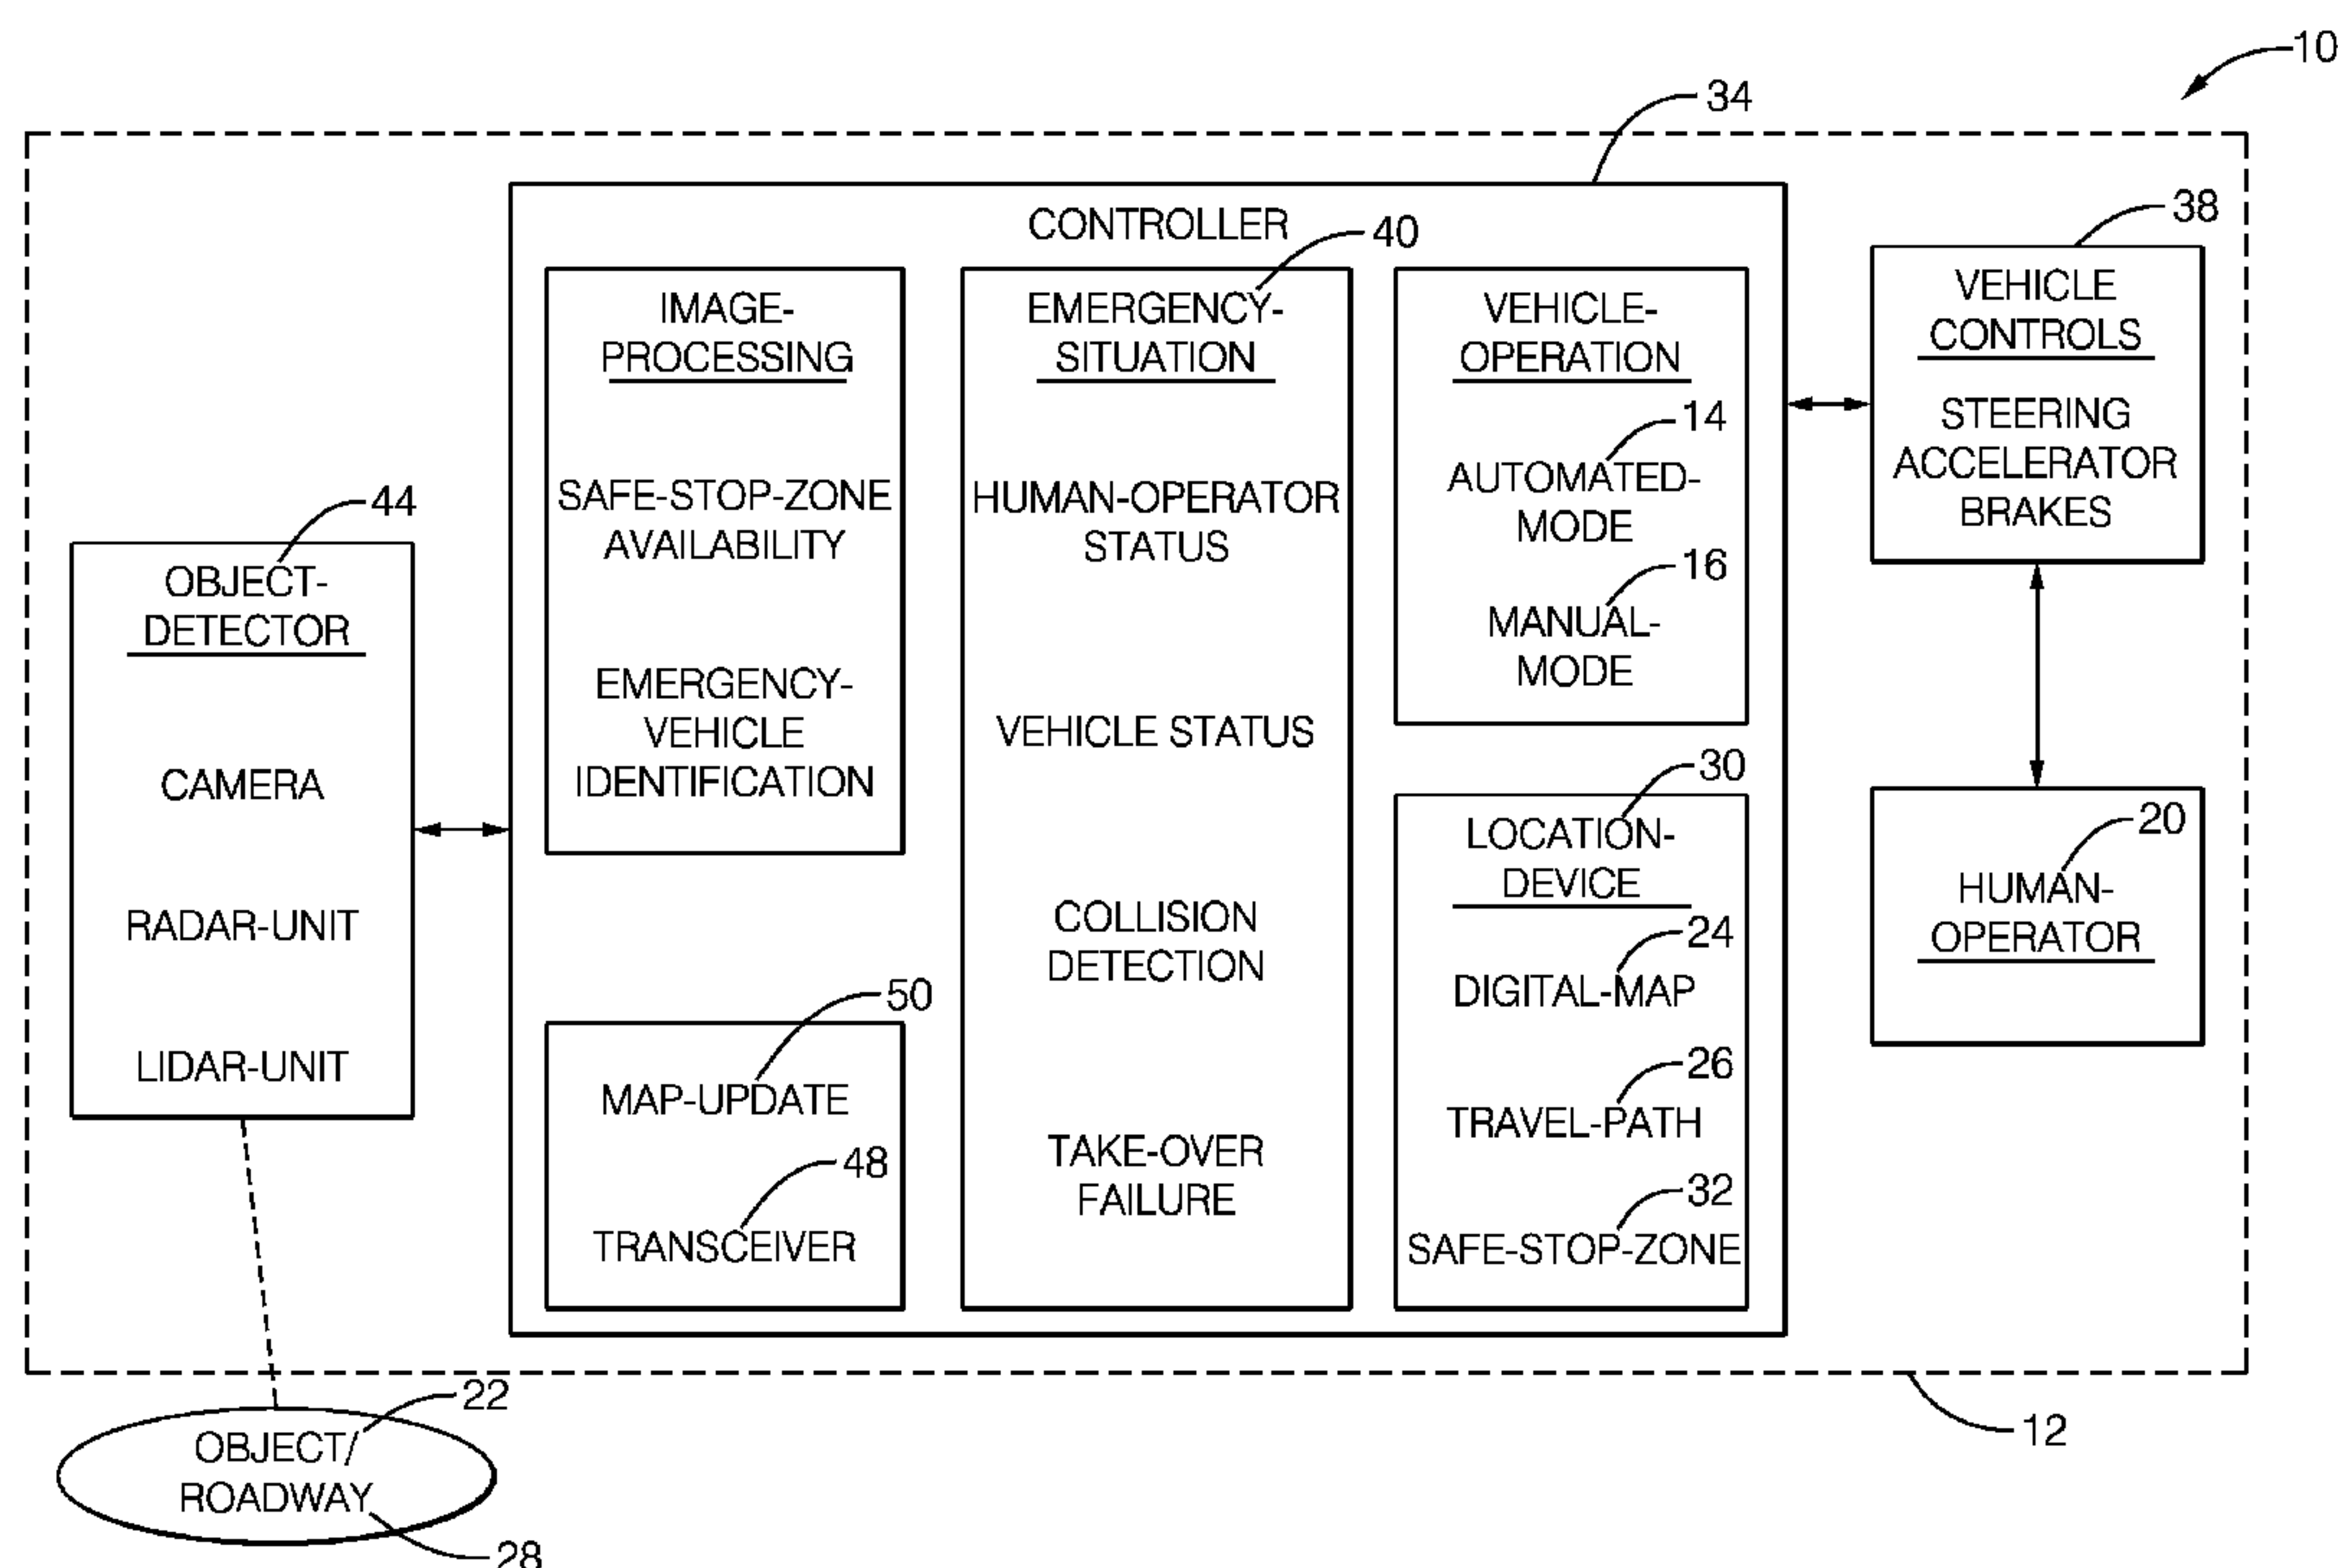 10
34
CONTROLLER
40
38
IMAGE-
PROCESSING
SAFE-STOP-ZONE
AVAILABILITY
EMERGENCY-
VEHICLE
IDENTIFICATION
50
MAP-UPDATE
48
TRANSCEIVER
EMERGENCY-
SITUATION
HUMAN-OPERATOR
STATUS
VEHICLE STATUS
COLLISION
DETECTION
TAKE-OVER
FAILURE
VEHICLE-
OPERATION
14
AUTOMATED-
MODE
16
MANUAL-
MODE
30
LOCATION-
DEVICE
24
DIGITAL-MAP
26
TRAVEL-PATH
32
SAFE-STOP-ZONE
VEHICLE
CONTROLS
STEERING
ACCELERATOR
BRAKES
20
HUMAN-
OPERATOR
44
OBJECT-
DETECTOR
CAMERA
RADAR-UNIT
LIDAR-UNIT
22
OBJECT/
ROADWAY
28
12